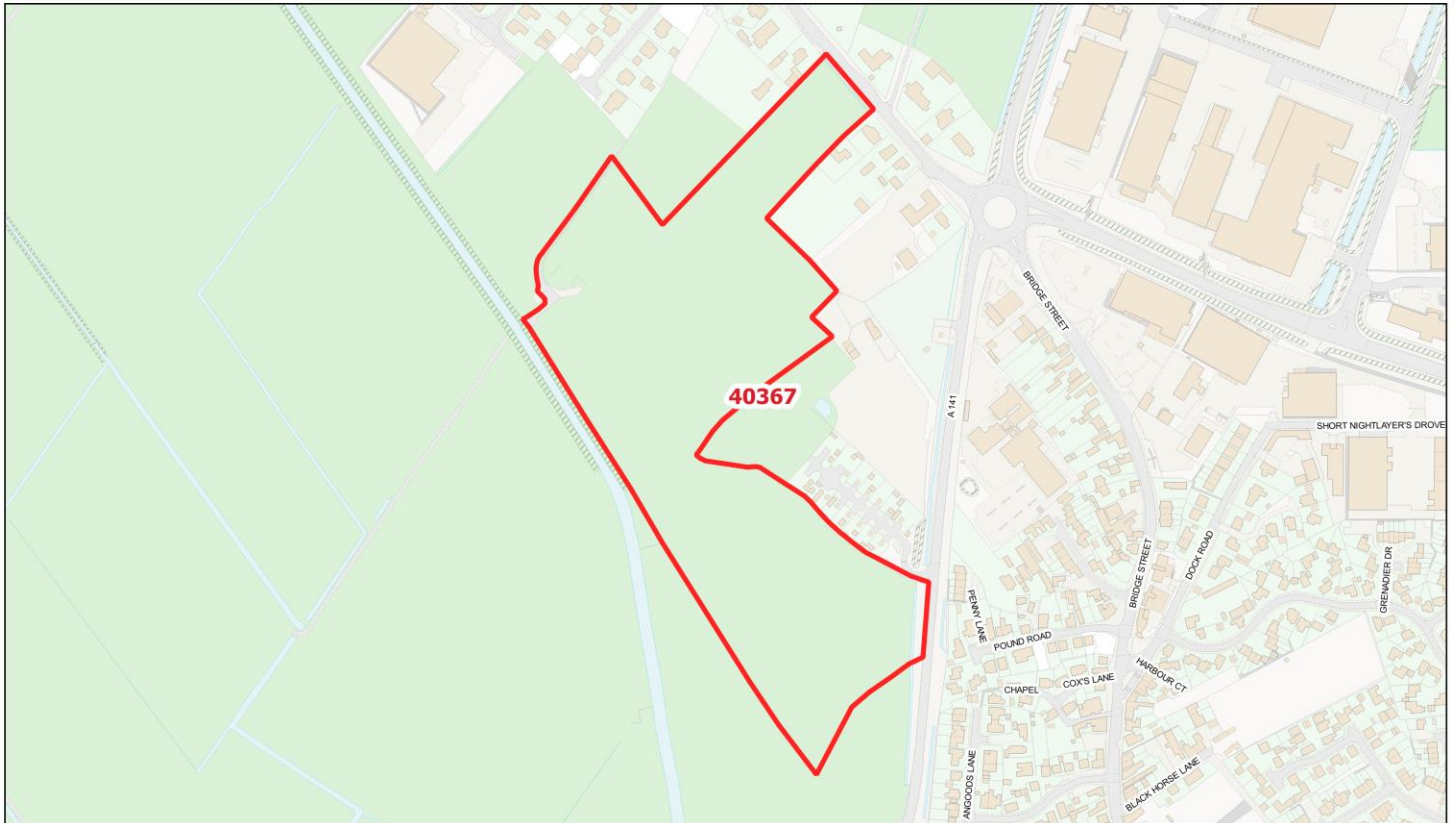 BRIDGE STREET
40367
A 141
SHORT NIGHTLAYER'S DROVE
DOCK ROAD
BRIDGE STREET
GRENADIER DR
PENNY LANE
POUND ROAD
HARBOUR CT
COX'S LANE
CHAPEL
BLACK HORSE LANE
ANGOODS LANE